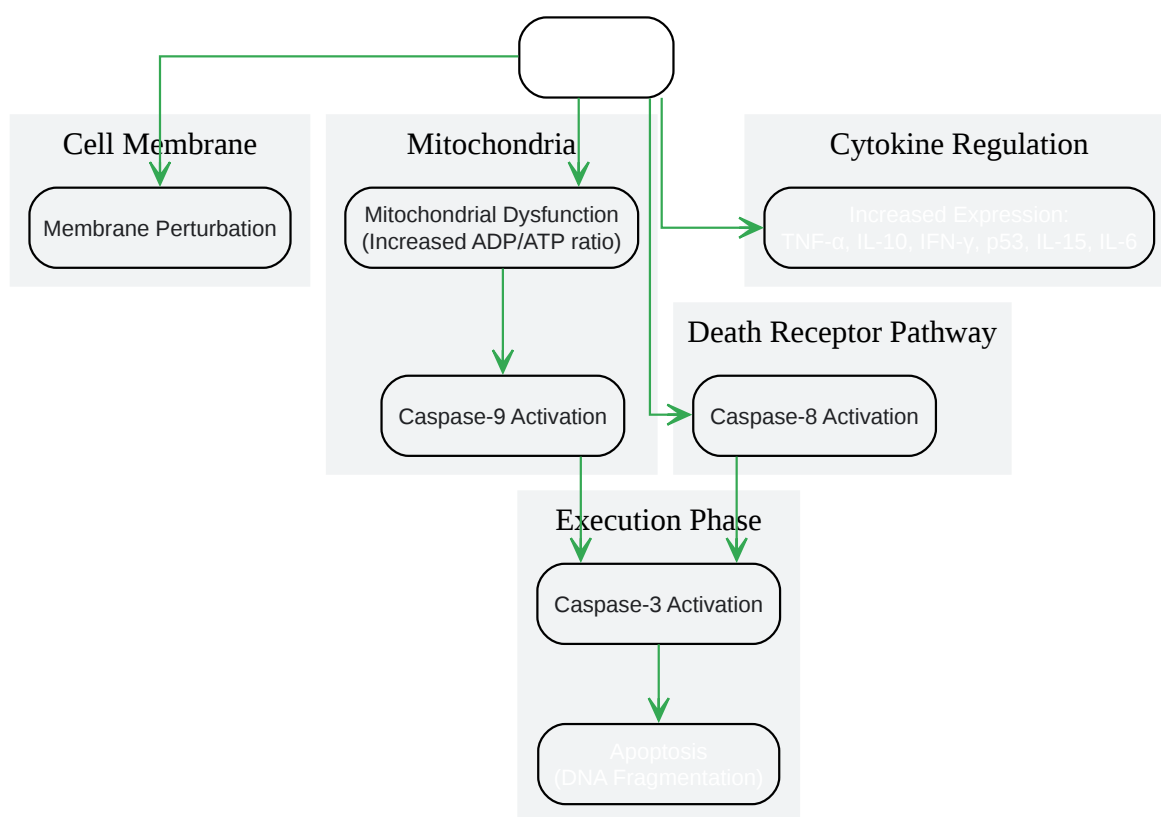 Cell Membrane
Mitochondria
Cytokine Regulation
Membrane Perturbation
Mitochondrial Dysfunction
(Increased ADP/ATP ratio)
Increased Expression:
TNF-α, IL-10, IFN-γ, p53, IL-15, IL-6
Death Receptor Pathway
Caspase-9 Activation
Caspase-8 Activation
Execution Phase
Caspase-3 Activation
Apoptosis
(DNA Fragmentation)